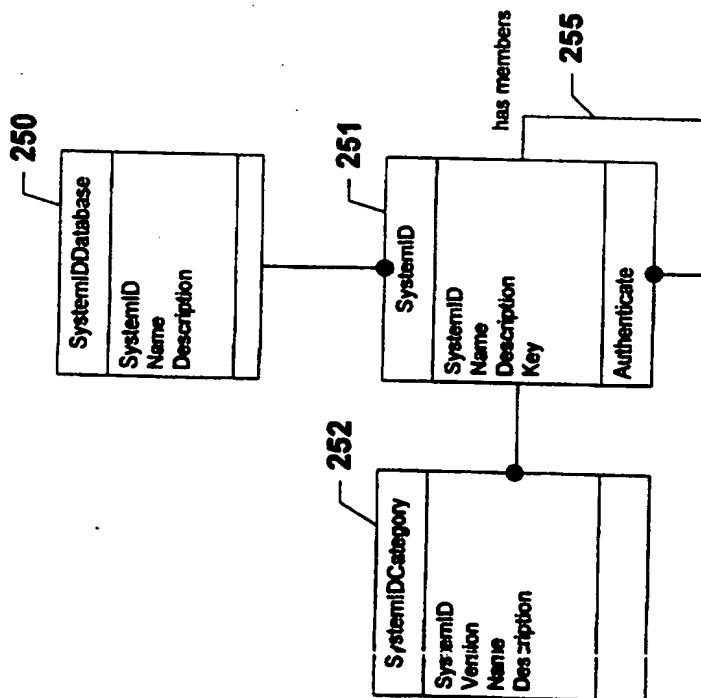 250
SystemIDDatabase
SystemID
Name
Description
251
SystemID
SystemID
Name
Description
Key
Authenticate
has members
255
252
SystemIDCategory
SystemID
Version
Name
Description